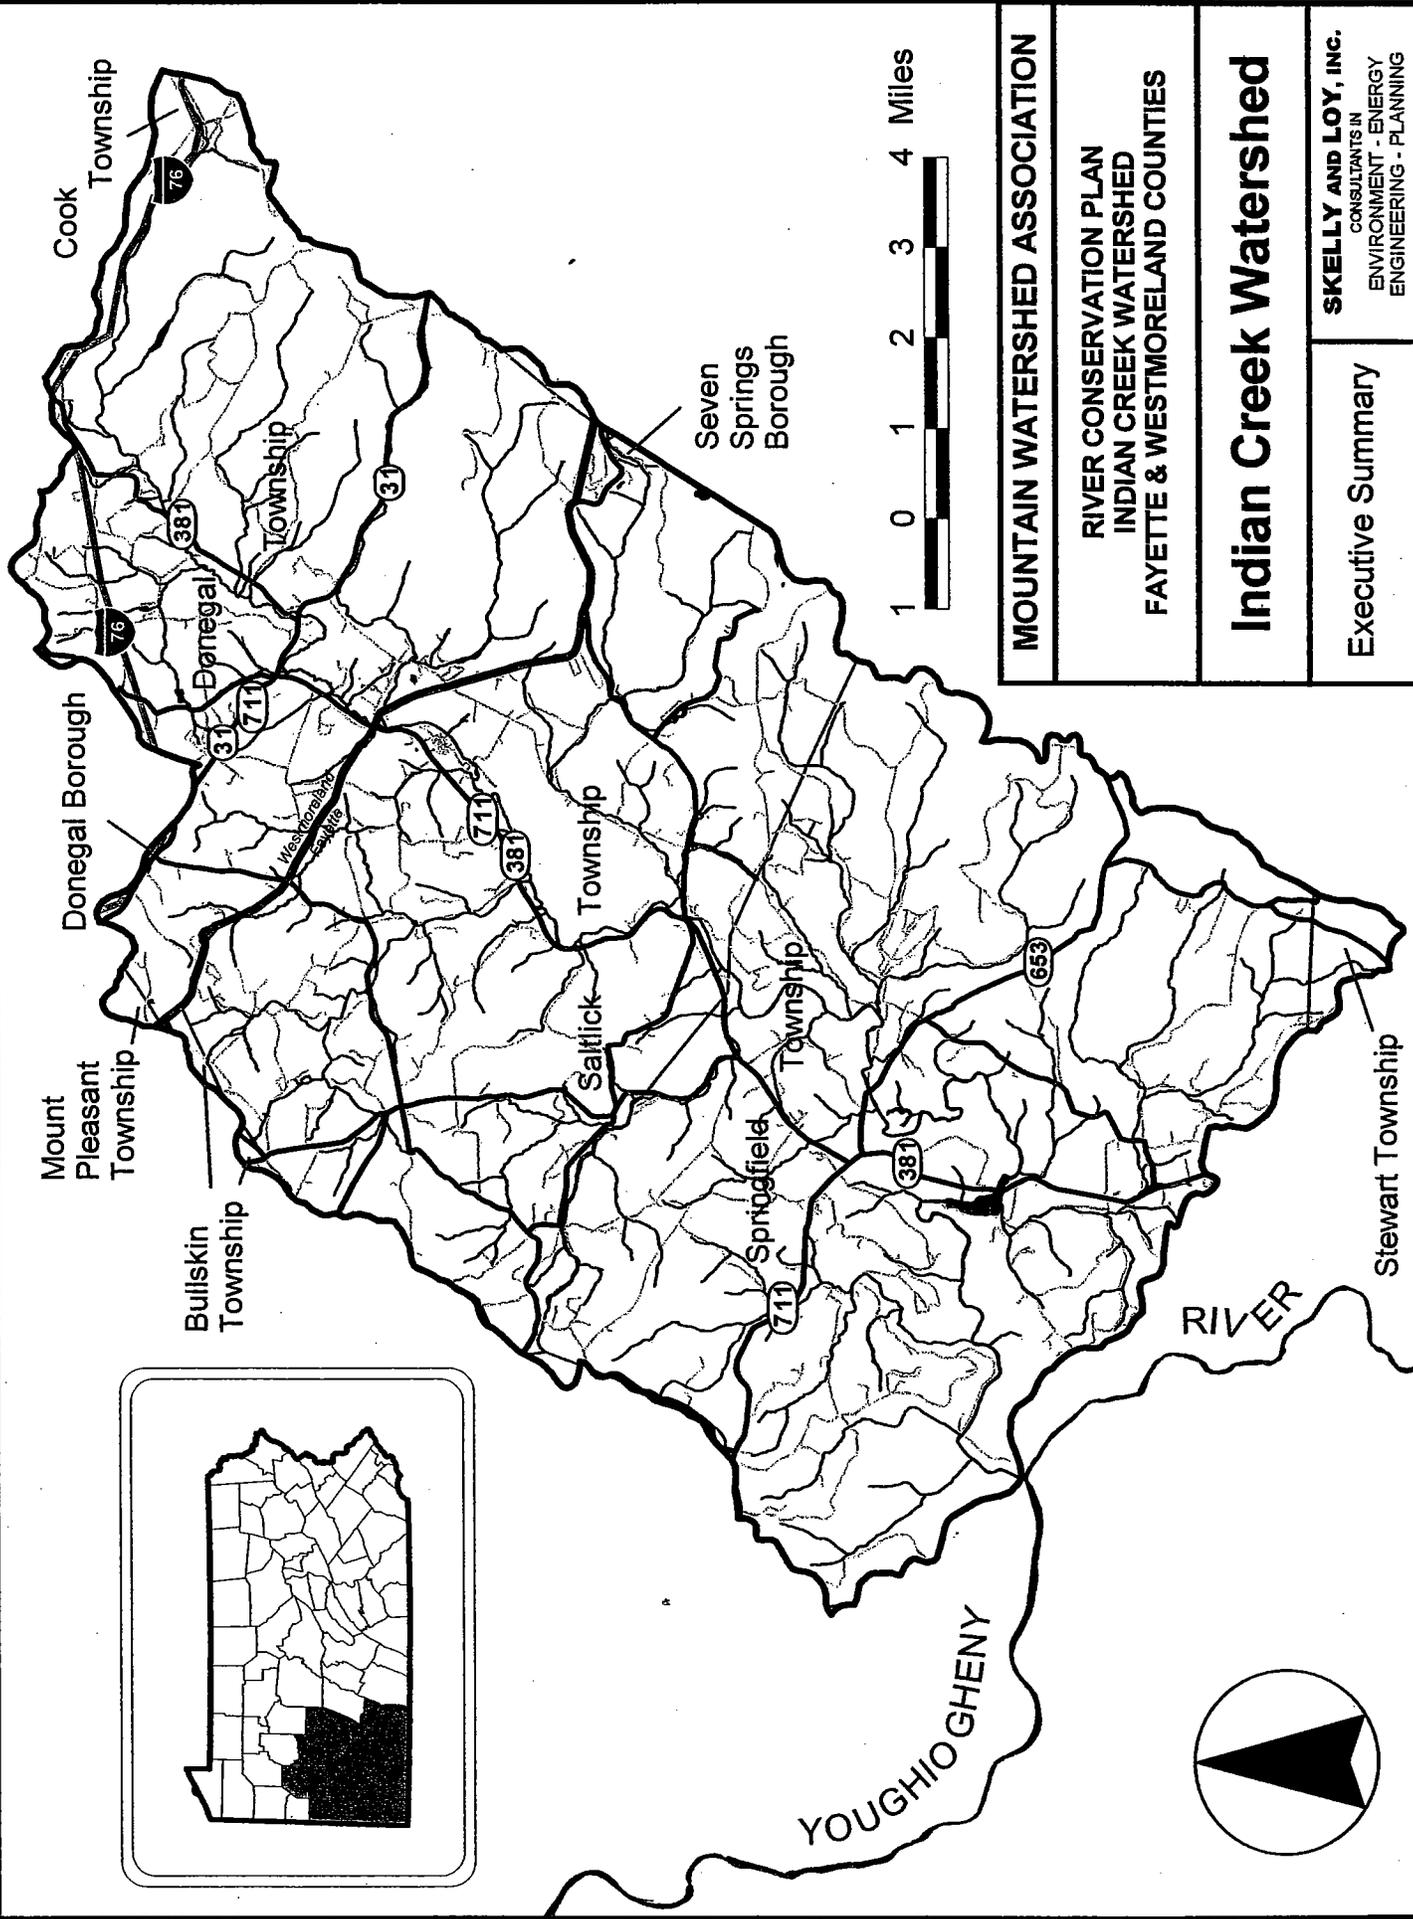 Cook
Township
76
Donegal Borough
76
381
31
711
Donegal
Township
31
Westmoreland
Fayette
Mount
Pleasant
Township
Bullskin
Township
711
381
Saltlick
Township
Seven
Springs
Borough
Springfield
Township
711
381
653
Stewart Township
YOUGHIOGHENY
RIVER
1 0 1 2 3 4 Miles
MOUNTAIN WATERSHED ASSOCIATION
RIVER CONSERVATION PLAN
INDIAN CREEK WATERSHED
FAYETTE & WESTMORELAND COUNTIES
Indian Creek Watershed
Executive Summary
SKELLY AND LOY, INC.
CONSULTANTS IN
ENVIRONMENT - ENERGY
ENGINEERING - PLANNING